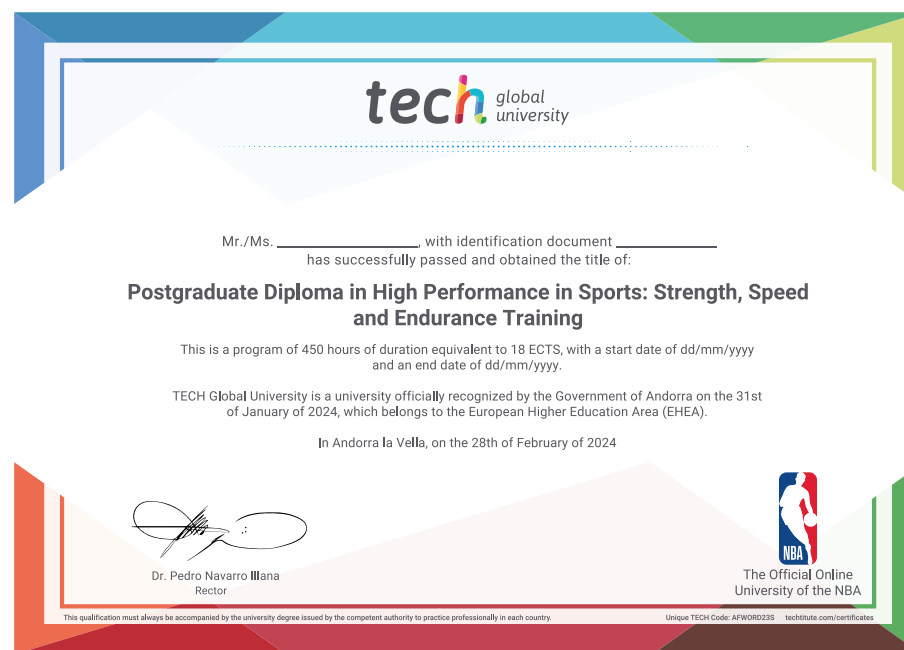 tech global
university
Mr./Ms. ____________________, with identification document ______________
has successfully passed and obtained the title of:
Postgraduate Diploma in High Performance in Sports: Strength, Speed
and Endurance Training
This is a program of 450 hours of duration equivalent to 18 ECTS, with a start date of dd/mm/yyyy
and an end date of dd/mm/yyyy.
TECH Global University is a university officially recognized by the Government of Andorra on the 31st
of January of 2024, which belongs to the European Higher Education Area (EHEA).
In Andorra la Vella, on the 28th of February of 2024
NBA
Dr. Pedro Navarro Illana
Rector
The Official Online
University of the NBA
This qualification must always be accompanied by the university degree issued by the competent authority to practice professionally in each country.
Unique TECH Code: AFWORD23S techtitute.com/certificates